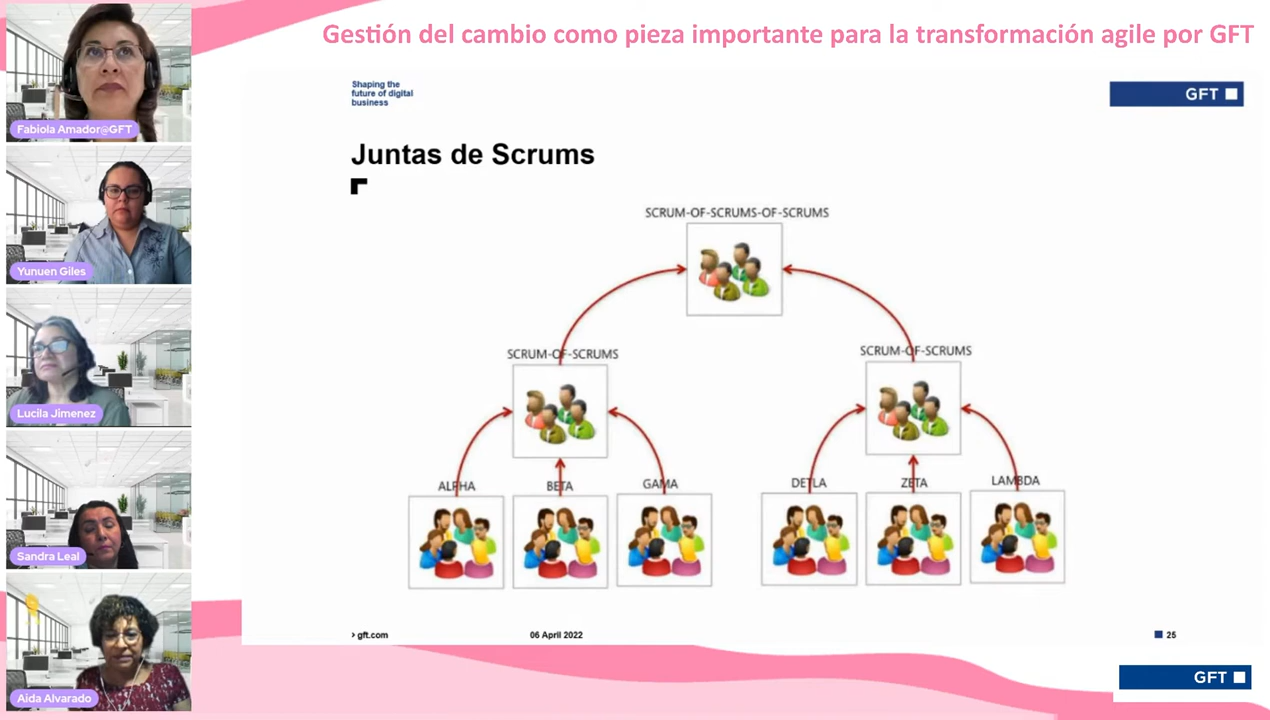 Gestión del cambio como pieza importante para la transformación agile por GFT
Fabiola Amador@GFT
Yunuen Giles
Lucila Jimenez
Sandra Leal
Aida Alvarado
Shaping the
future of digital
business
GFT
Juntas de Scrums
SCRUM-OF-SCRUMS-OF-SCRUMS
SCRUM-OF-SCRUMS
SCRUM-OF-SCRUMS
ALPHA
BETA
GAMA
DETLA
ZETA
LAMBDA
> gft.com
06 April 2022
25
GFT